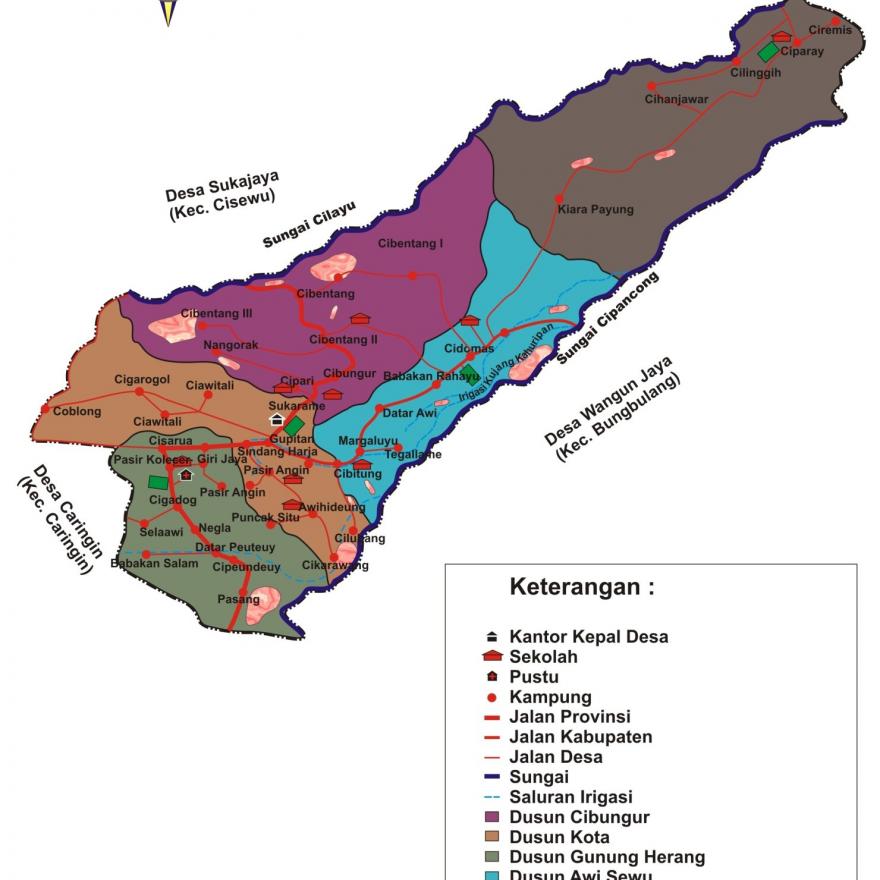 Ciremis
Ciparay
Cilinggih
Cihanjawar
Desa Sukajaya
(Kec. Cisewu)
Sungai Cilayu
Kiara Payung
Cibentang I
Cibentang
Cibentang III
Cibentang II
Nangorak
Cidomas
Irigasi Kujang Kahuripan
Sungai Cipancong
Desa Wangun Jaya
(Kec. Bungbulang)
Cigarogol
Ciawitali
Cipari
Cibungur
Babakan Rahayu
Coblong
Ciawitali
Sukarame
Datar Awi
Cisarua
Gupitan
Margaluyu
Tegallame
Sindang Harja
Pasir Kolecer
Giri Jaya
Pasir Angin
Cibitung
Desa Caringin
(Kec. Caringin)
Cigadog
Pasir Angin
Awihideung
Puncak Situ
Selaawi
Negla
Cilubang
Datar Peuteuy
Babakan Salam
Cipeundeuy
Cikarawang
Pasang
Keterangan :
Kantor Kepal Desa
Sekolah
Pustu
Kampung
Jalan Provinsi
Jalan Kabupaten
Jalan Desa
Sungai
Saluran Irigasi
Dusun Cibungur
Dusun Kota
Dusun Gunung Herang
Dusun Awi Sewu